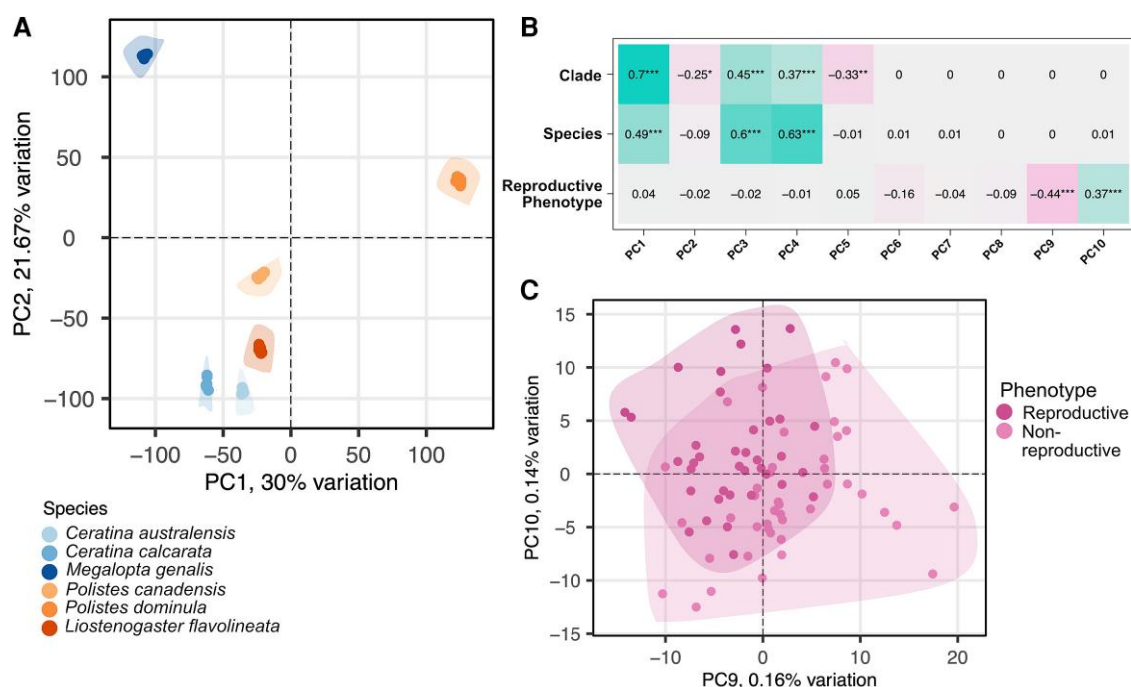 A
PC2, 21.67% variation
100
50
0
−50
−100
−100
−50
0
50
100
PC1, 30% variation
Species
Ceratina australensis
Ceratina calcarata
Megalopta genalis
Polistes canadensis
Polistes dominula
Liostenogaster flavolineata
B
Clade 0.7*** −0.25* 0.45*** 0.37*** −0.33** 0 0 0 0 0
Species 0.49*** −0.09 0.6*** 0.63*** −0.01 0.01 0.01 0 0 0.01
Reproductive
Phenotype 0.04 −0.02 −0.02 −0.01 0.05 −0.16 −0.04 −0.09 −0.44*** 0.37***
PC1 PC2 PC3 PC4 PC5 PC6 PC7 PC8 PC9 PC10
C
PC10, 0.14% variation
15
10
5
0
−5
−10
−15
−10
0
10
20
PC9, 0.16% variation
Phenotype
Reproductive
Non-
reproductive